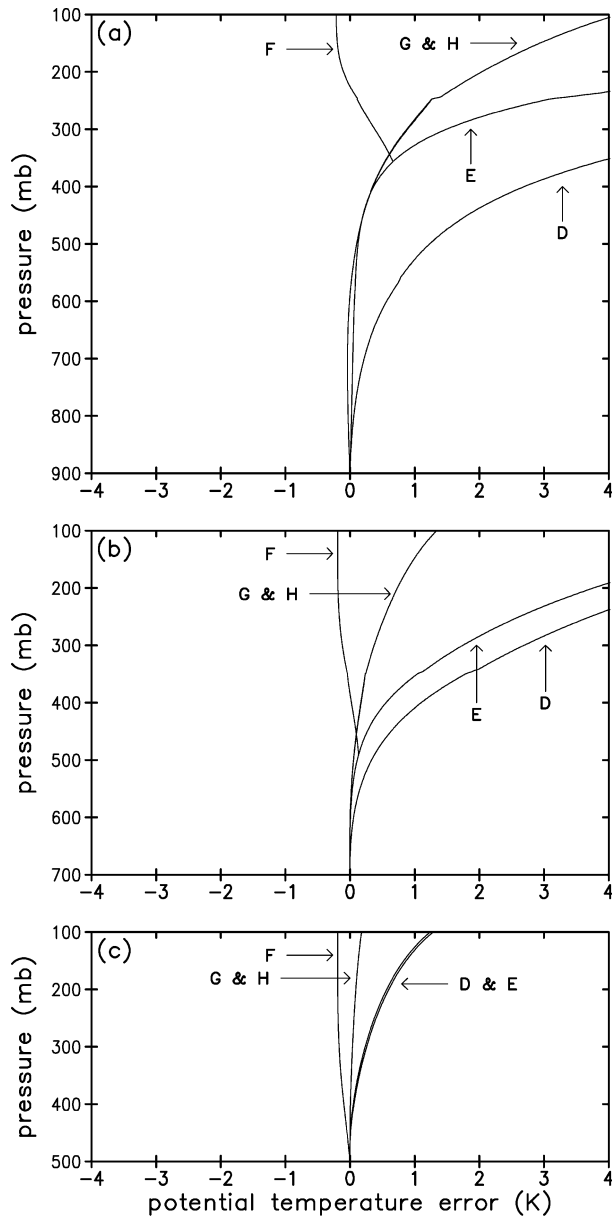 (a)
100
200
300
400
500
600
700
800
900
pressure (mb)
F
G & H
E
D
-4 -3 -2 -1 0 1 2 3 4
(b)
100
200
300
400
500
600
700
pressure (mb)
F
G & H
E
D
-4 -3 -2 -1 0 1 2 3 4
(c)
100
200
300
400
500
pressure (mb)
F
G & H
D & E
-4 -3 -2 -1 0 1 2 3 4
potential temperature error (K)